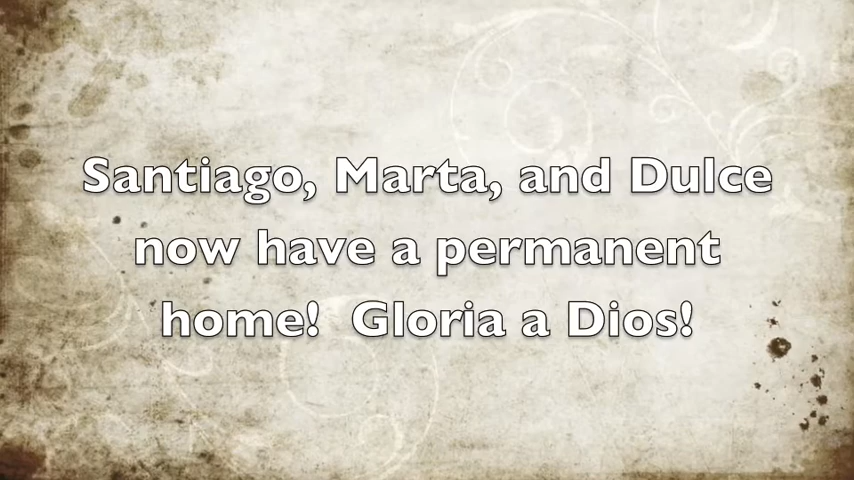 Santiago, Marta, and Dulce
now have a permanent
home!  Gloria a Dios!